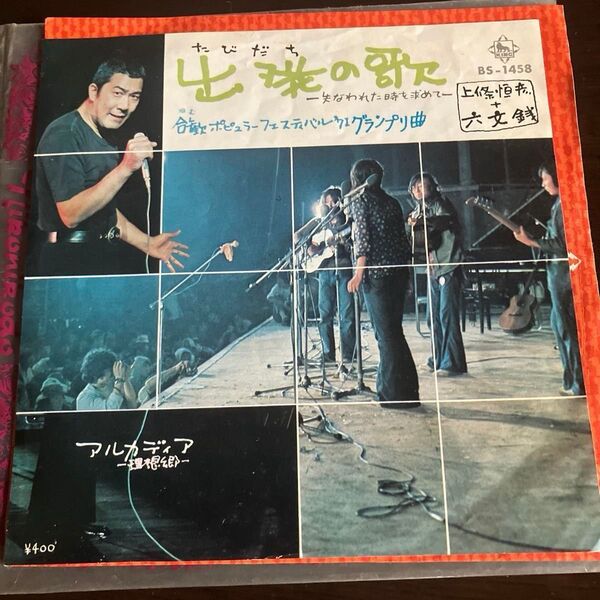 たびだち
出発の歌
—失なわれた時を求めて—
ねむ
合歓ポピュラーフェスティバル'71グランプリ曲
KING
BS-1458
上條恒彦
+
六文銭
アルカディア
—理想郷—
¥400